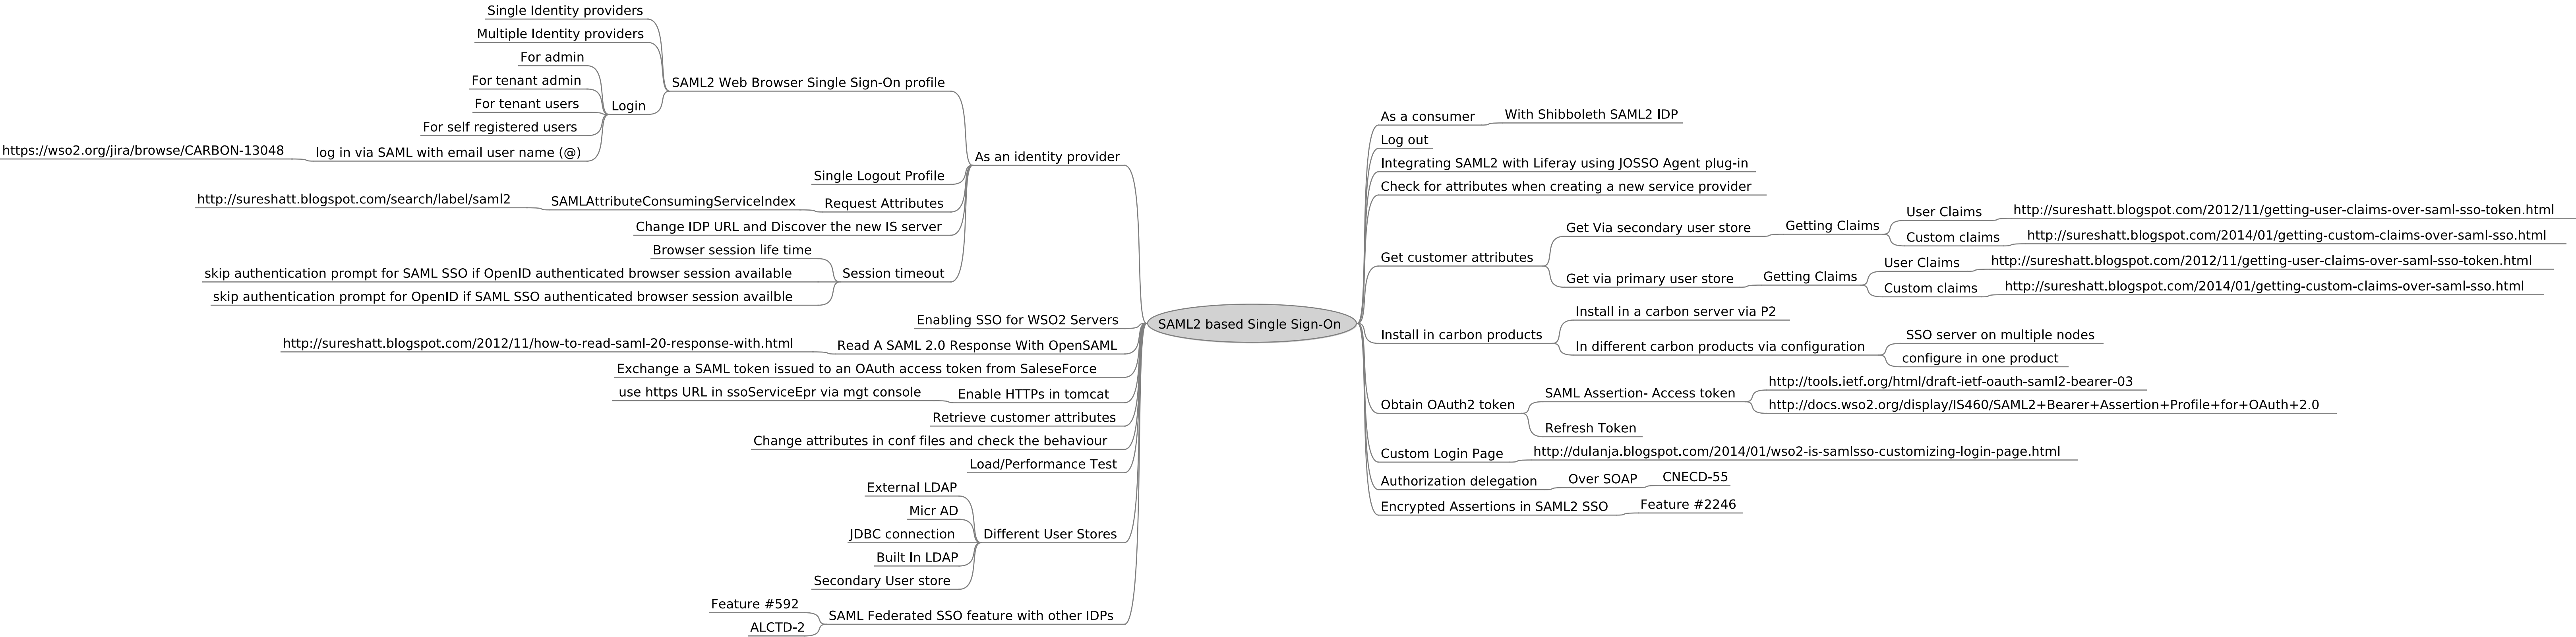 SAML2 based Single Sign-On
As an identity provider
SAML2 Web Browser Single Sign-On profile
Single Identity providers
Multiple Identity providers
Login
For admin
For tenant admin
For tenant users
For self registered users
log in via SAML with email user name (@)
https://wso2.org/jira/browse/CARBON-13048
Single Logout Profile
Request Attributes
SAMLAttributeConsumingServiceIndex
http://sureshatt.blogspot.com/search/label/saml2
Change IDP URL and Discover the new IS server
Session timeout
Browser session life time
skip authentication prompt for SAML SSO if OpenID authenticated browser session available
skip authentication prompt for OpenID if SAML SSO authenticated browser session availble
Enabling SSO for WSO2 Servers
Read A SAML 2.0 Response With OpenSAML
http://sureshatt.blogspot.com/2012/11/how-to-read-saml-20-response-with.html
Exchange a SAML token issued to an OAuth access token from SaleseForce
Enable HTTPs in tomcat
use https URL in ssoServiceEpr via mgt console
Retrieve customer attributes
Change attributes in conf files and check the behaviour
Load/Performance Test
Different User Stores
External LDAP
Micr AD
JDBC connection
Built In LDAP
Secondary User store
SAML Federated SSO feature with other IDPs
Feature #592
ALCTD-2
As a consumer
With Shibboleth SAML2 IDP
Log out
Integrating SAML2 with Liferay using JOSSO Agent plug-in
Check for attributes when creating a new service provider
Get customer attributes
Get Via secondary user store
Getting Claims
User Claims
http://sureshatt.blogspot.com/2012/11/getting-user-claims-over-saml-sso-token.html
Custom claims
http://sureshatt.blogspot.com/2014/01/getting-custom-claims-over-saml-sso.html
Get via primary user store
Getting Claims
User Claims
http://sureshatt.blogspot.com/2012/11/getting-user-claims-over-saml-sso-token.html
Custom claims
http://sureshatt.blogspot.com/2014/01/getting-custom-claims-over-saml-sso.html
Install in carbon products
Install in a carbon server via P2
In different carbon products via configuration
SSO server on multiple nodes
configure in one product
Obtain OAuth2 token
SAML Assertion- Access token
http://tools.ietf.org/html/draft-ietf-oauth-saml2-bearer-03
http://docs.wso2.org/display/IS460/SAML2+Bearer+Assertion+Profile+for+OAuth+2.0
Refresh Token
Custom Login Page
http://dulanja.blogspot.com/2014/01/wso2-is-samlsso-customizing-login-page.html
Authorization delegation
Over SOAP
CNECD-55
Encrypted Assertions in SAML2 SSO
Feature #2246